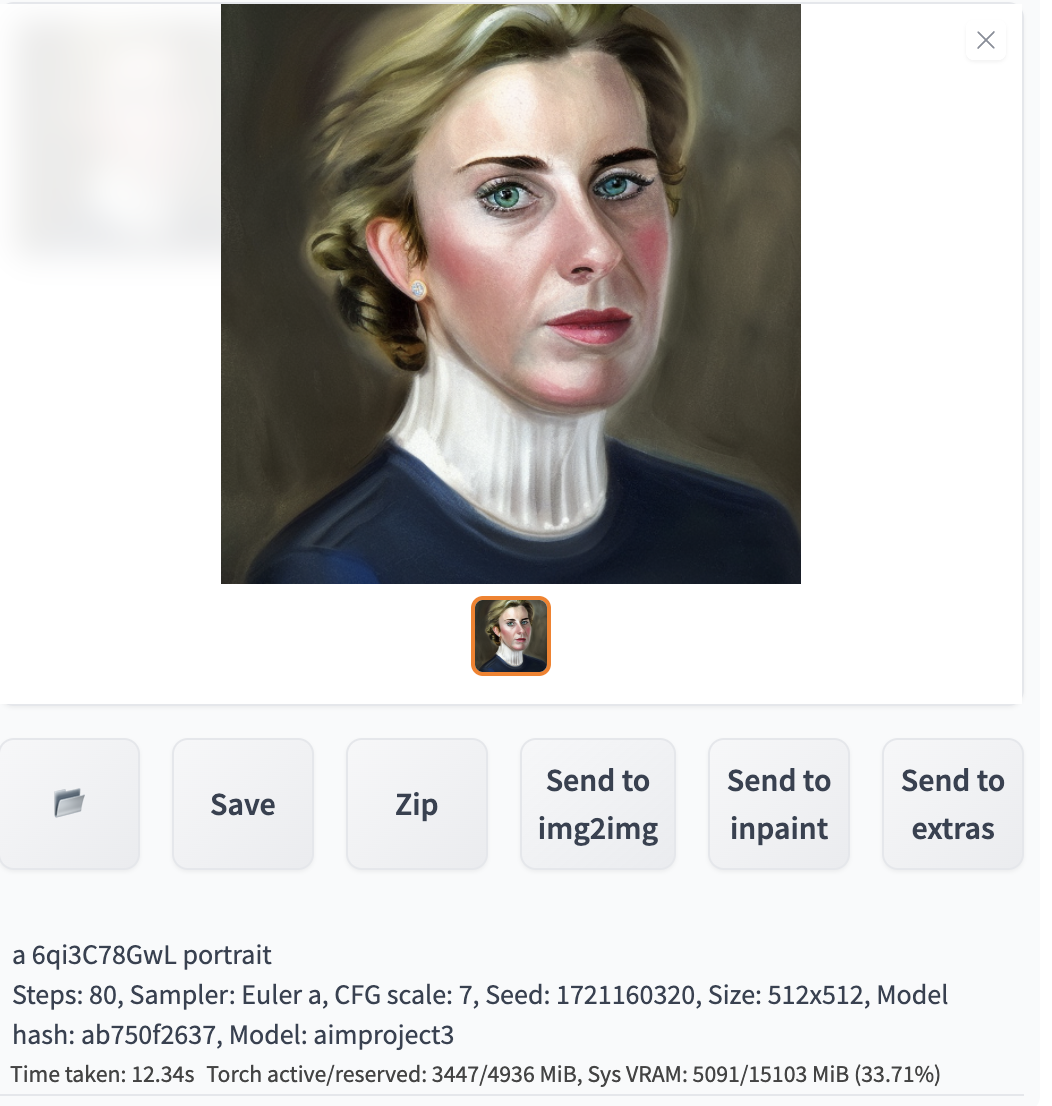 Save
Zip
Send to
img2img
Send to
inpaint
Send to
extras
a 6qi3C78GwL portrait
Steps: 80, Sampler: Euler a, CFG scale: 7, Seed: 1721160320, Size: 512x512, Model
hash: ab750f2637, Model: aimproject3
Time taken: 12.34s Torch active/reserved: 3447/4936 MiB, Sys VRAM: 5091/15103 MiB (33.71%)